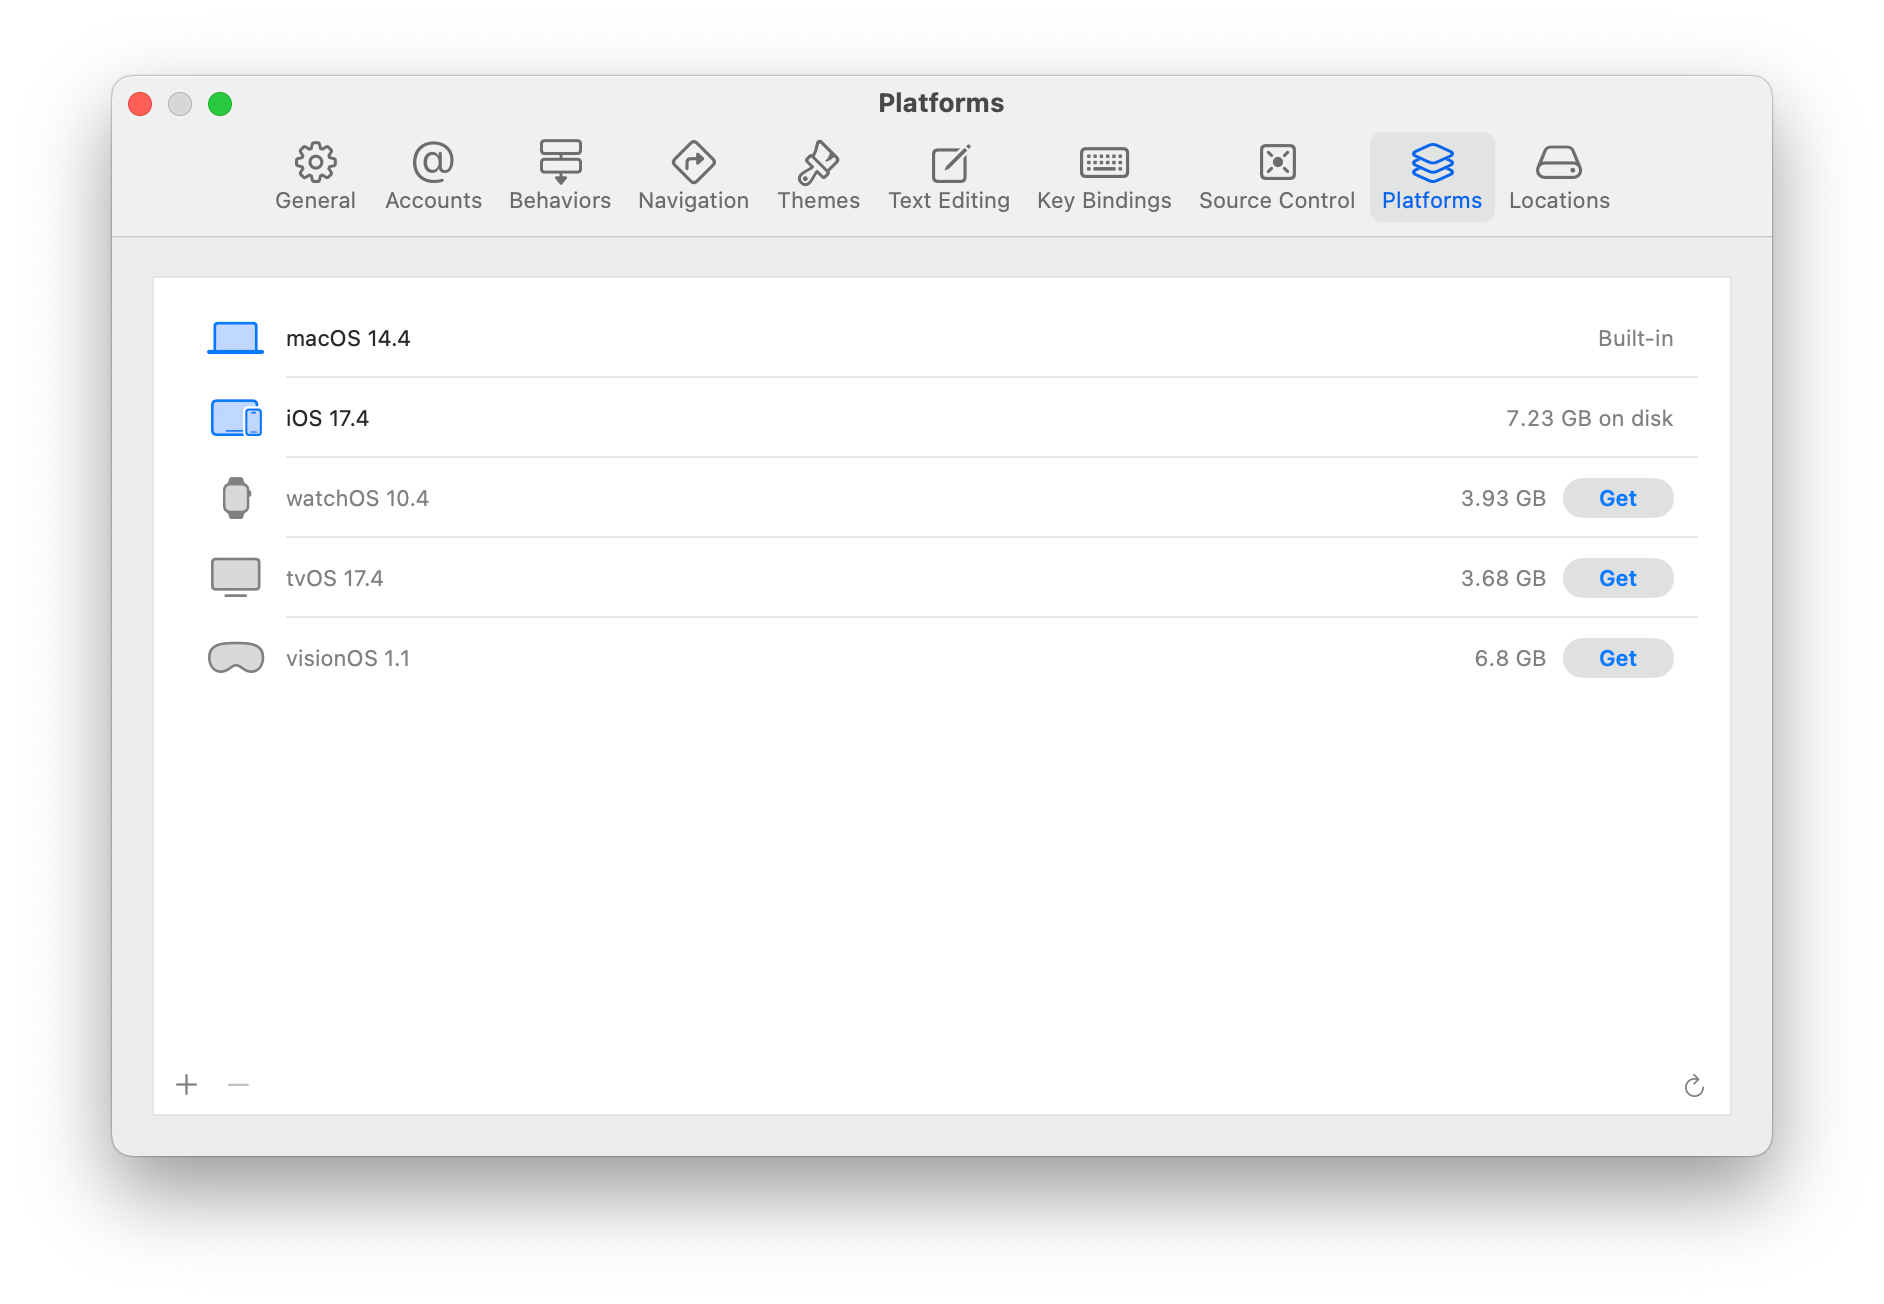 Platforms
General Accounts Behaviors Navigation Themes Text Editing Key Bindings Source Control Platforms Locations
macOS 14.4 Built-in
iOS 17.4 7.23 GB on disk
watchOS 10.4 3.93 GB Get
tvOS 17.4 3.68 GB Get
visionOS 1.1 6.8 GB Get